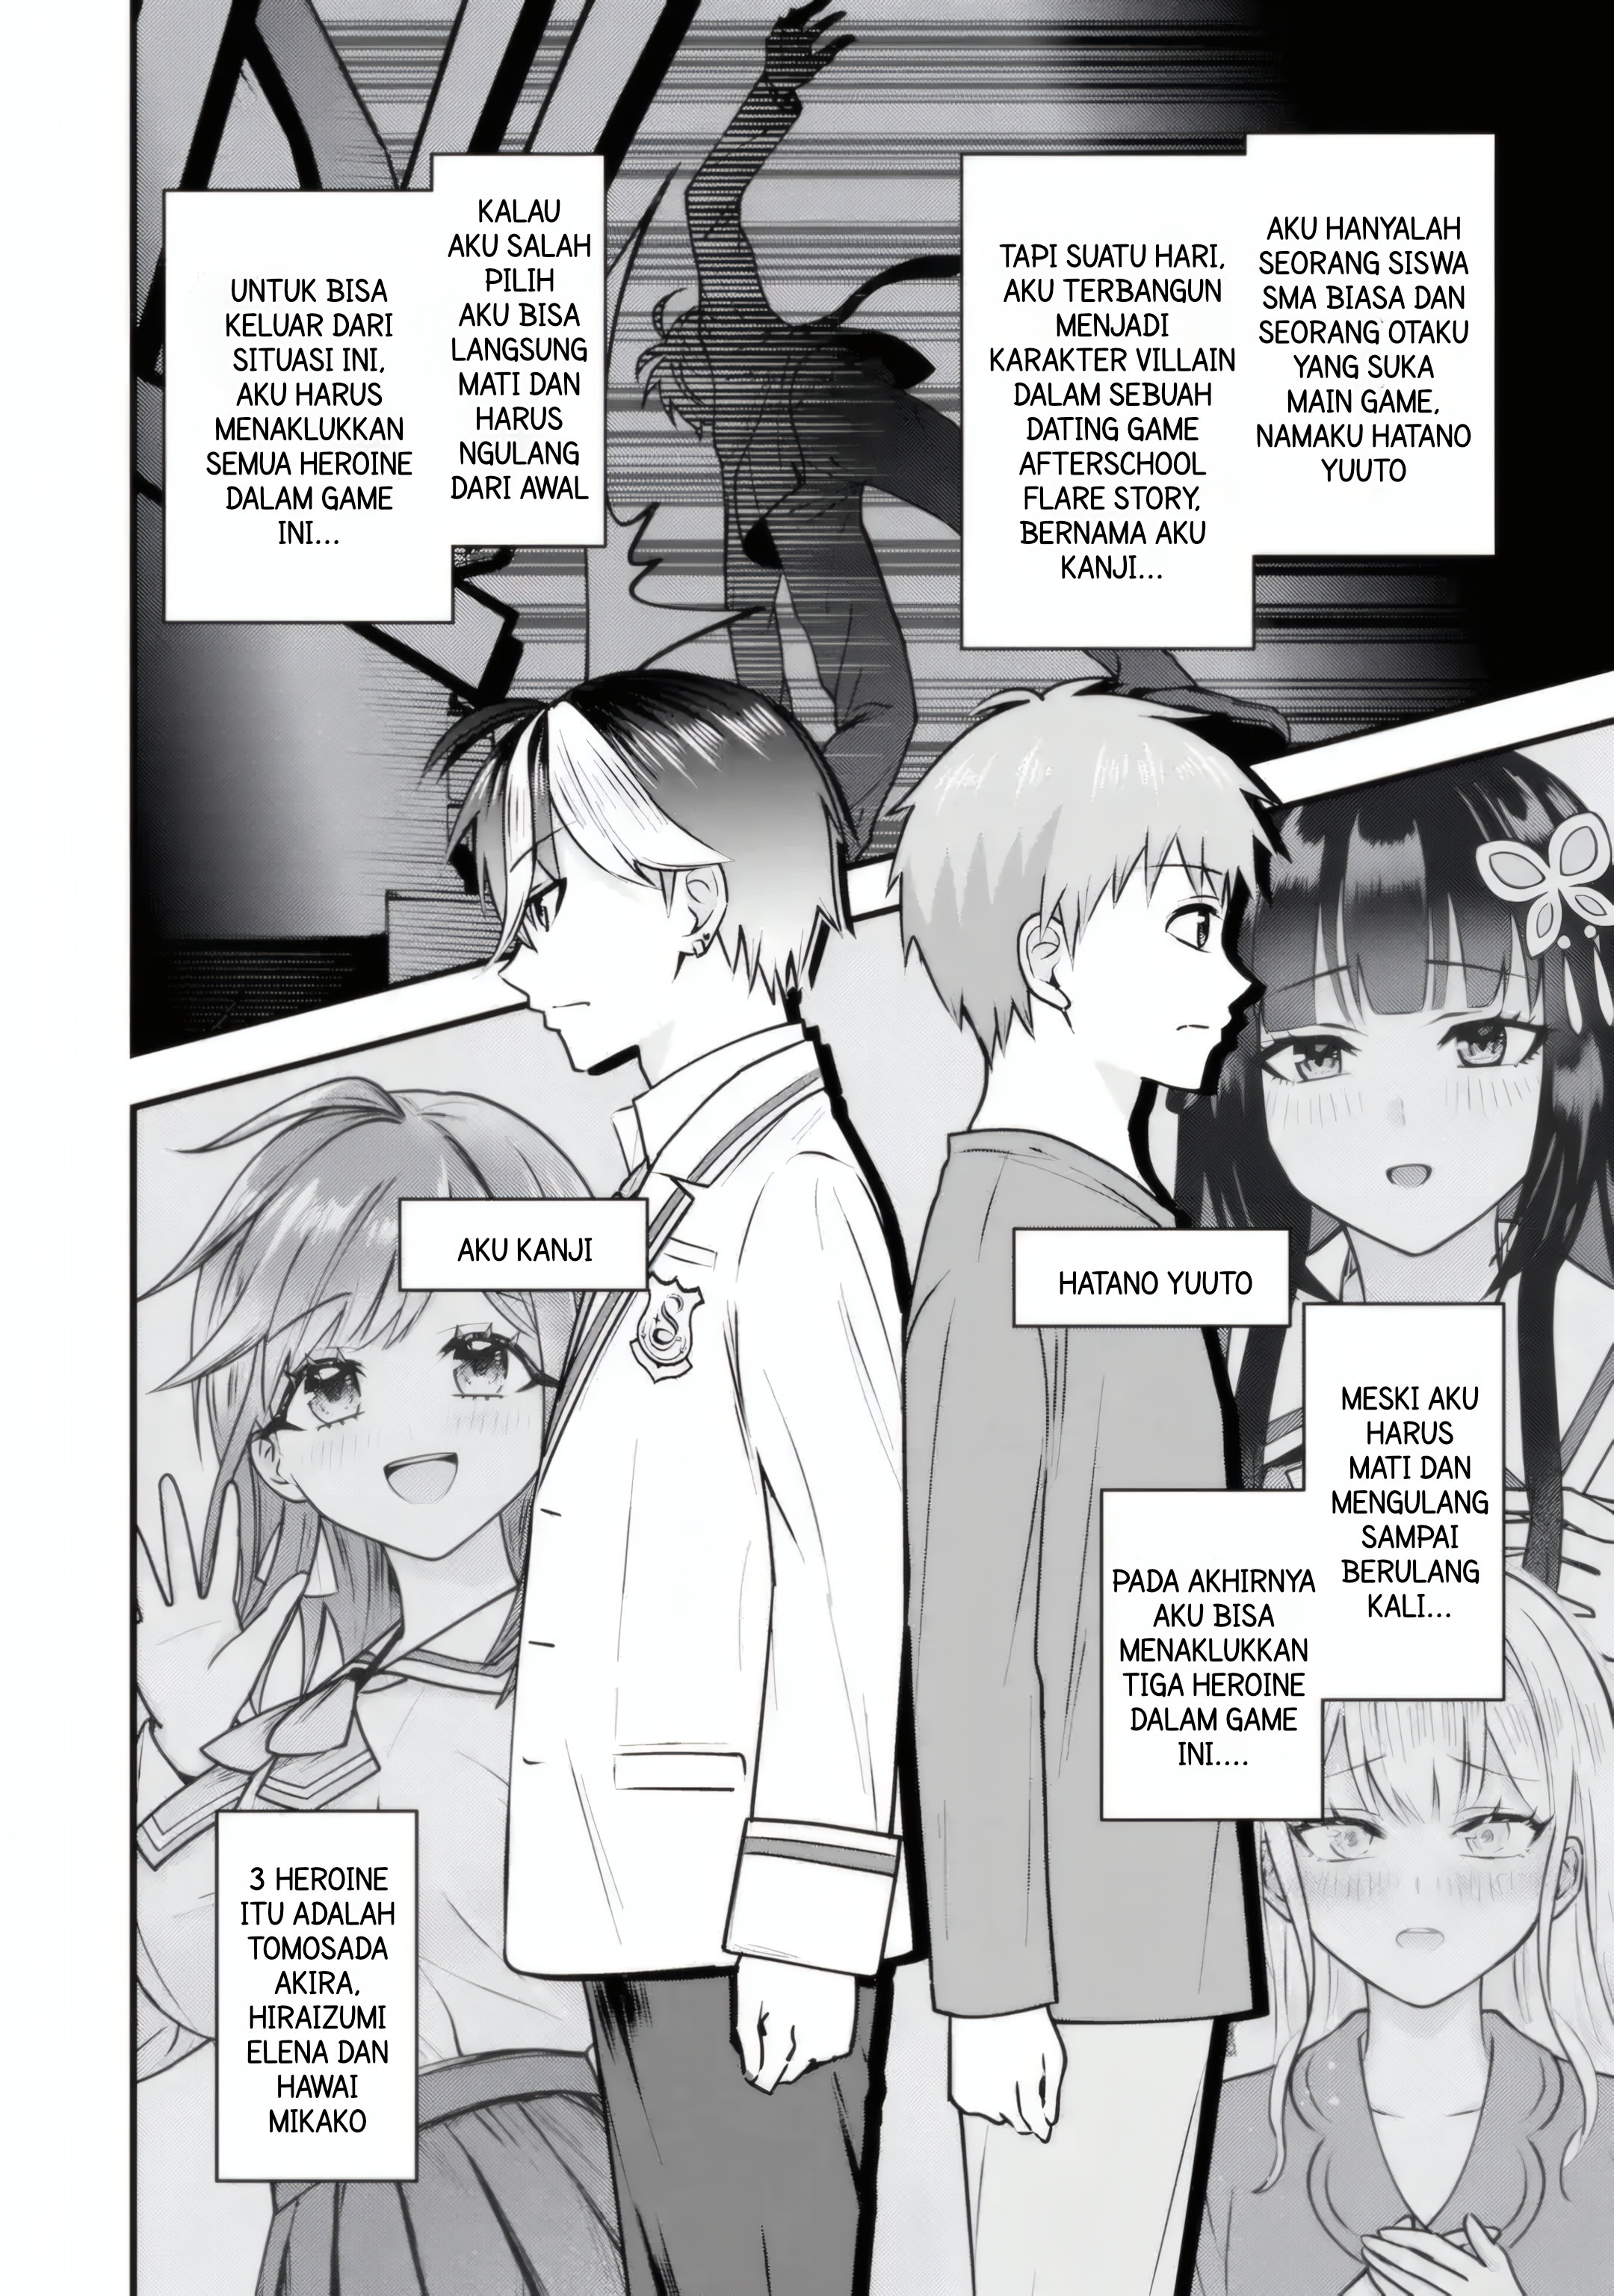 AKU HANYALAH
SEORANG SISWA
SMA BIASA DAN
SEORANG OTAKU
YANG SUKA
MAIN GAME,
NAMAKU HATANO
YUUTO
TAPI SUATU HARI,
AKU TERBANGUN
MENJADI
KARAKTER VILLAIN
DALAM SEBUAH
DATING GAME
AFTERSCHOOL
FLARE STORY,
BERNAMA AKU
KANJI...
KALAU
AKU SALAH
PILIH
AKU BISA
LANGSUNG
MATI DAN
HARUS
NGULANG
DARI AWAL
UNTUK BISA
KELUAR DARI
SITUASI INI,
AKU HARUS
MENAKLUKKAN
SEMUA HEROINE
DALAM GAME
INI...
HATANO YUUTO
AKU KANJI
MESKI AKU
HARUS
MATI DAN
MENGULANG
SAMPAI
BERULANG
KALI...
PADA AKHIRNYA
AKU BISA
MENAKLUKKAN
TIGA HEROINE
DALAM GAME
INI....
3 HEROINE
ITU ADALAH
TOMOSADA
AKIRA,
HIRAIZUMI
ELENA DAN
HAWAI
MIKAKO